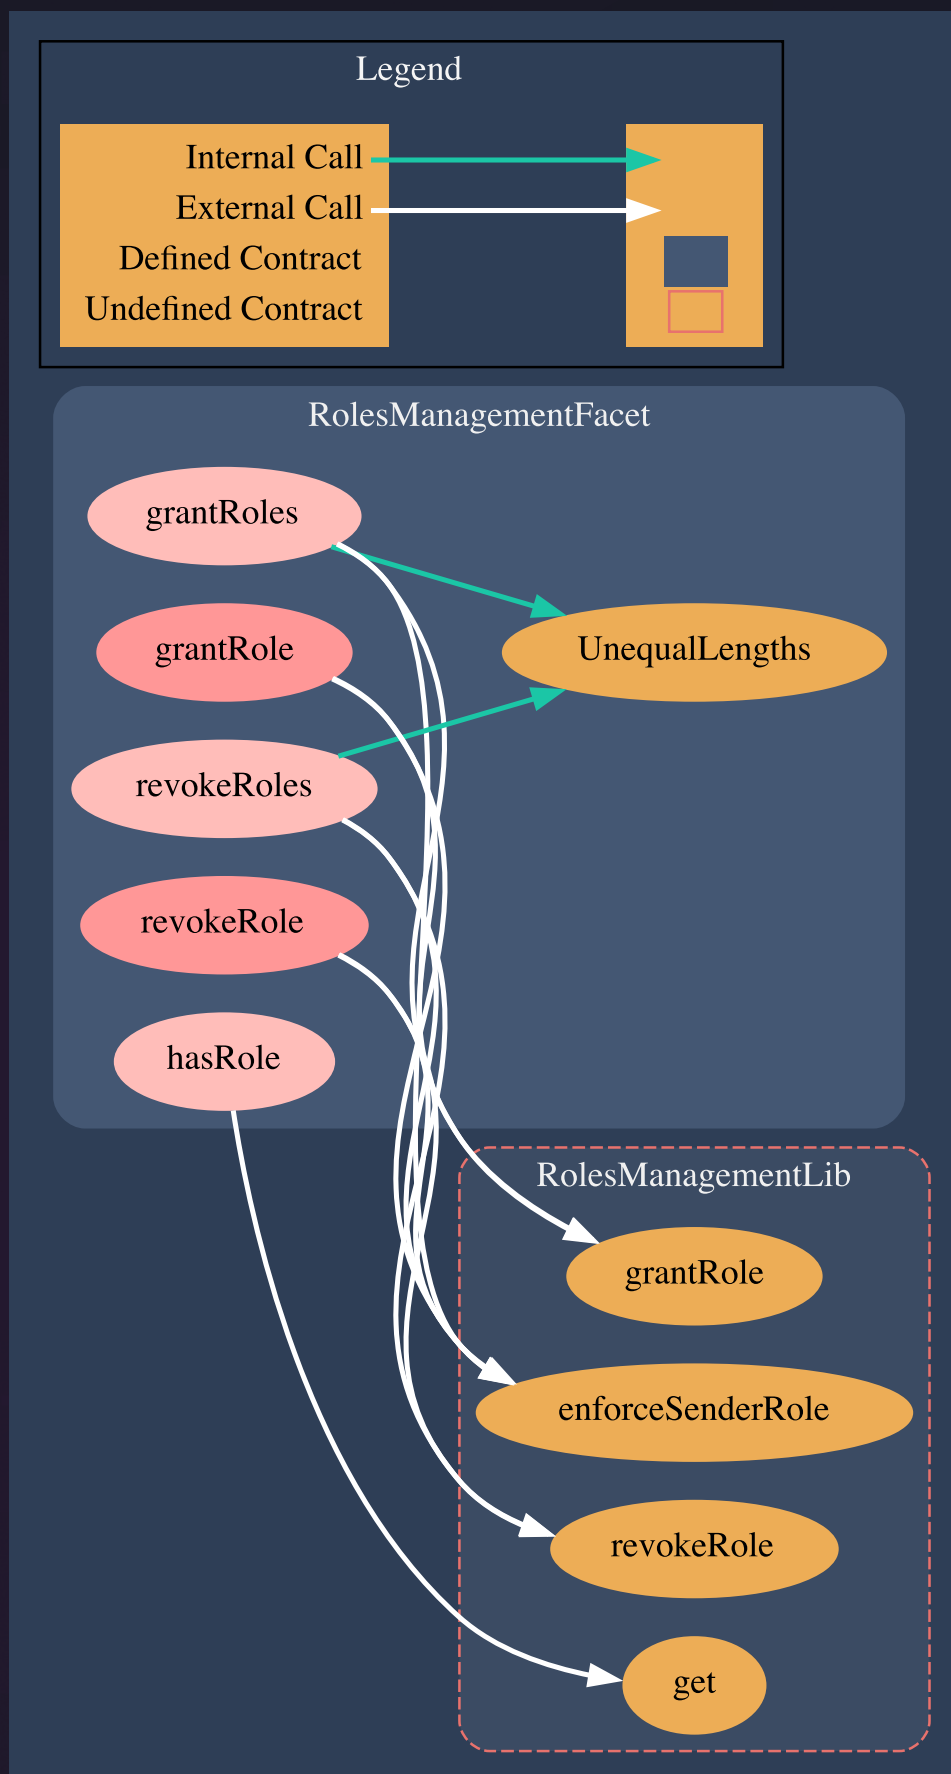 Legend
Internal Call
External Call
Defined Contract
Undefined Contract
RolesManagementFacet
grantRoles
grantRole
UnequalLengths
revokeRoles
revokeRole
hasRole
RolesManagementLib
grantRole
enforceSenderRole
revokeRole
get